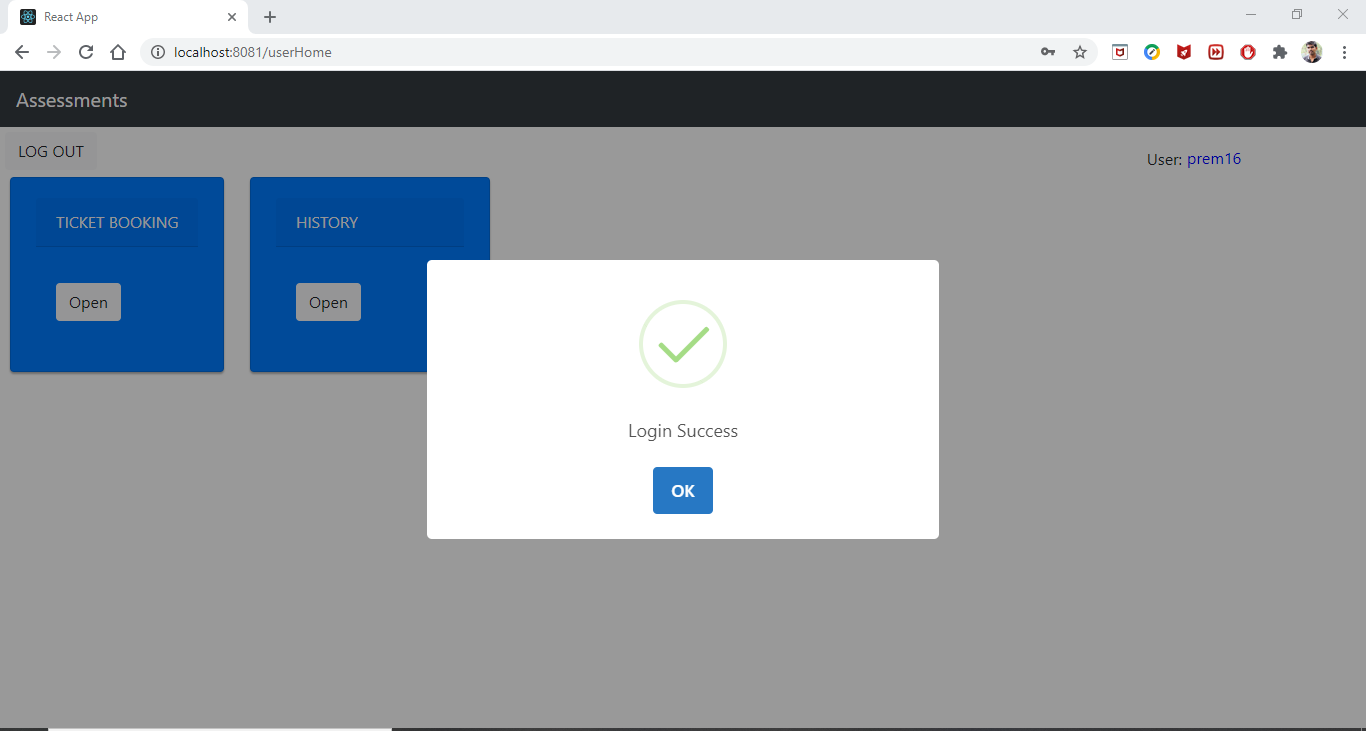 React App
localhost:8081/userHome
Assessments
LOG OUT
User: prem16
TICKET BOOKING
HISTORY
Open
Open
Login Success
OK